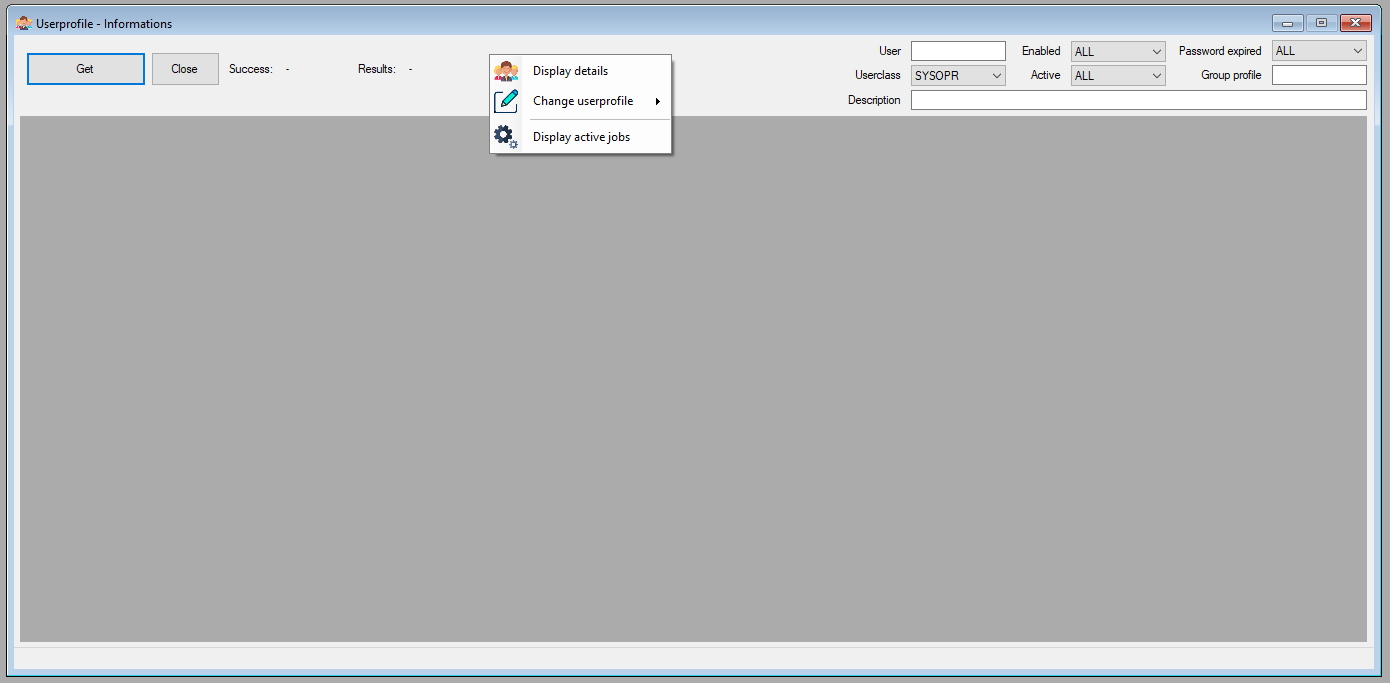 Userprofile - Informations
Get Close Success: - Results: -
User Enabled ALL Password expired ALL
Userclass SYSOPR Active ALL Group profile
Description
Display details
Change userprofile
Display active jobs